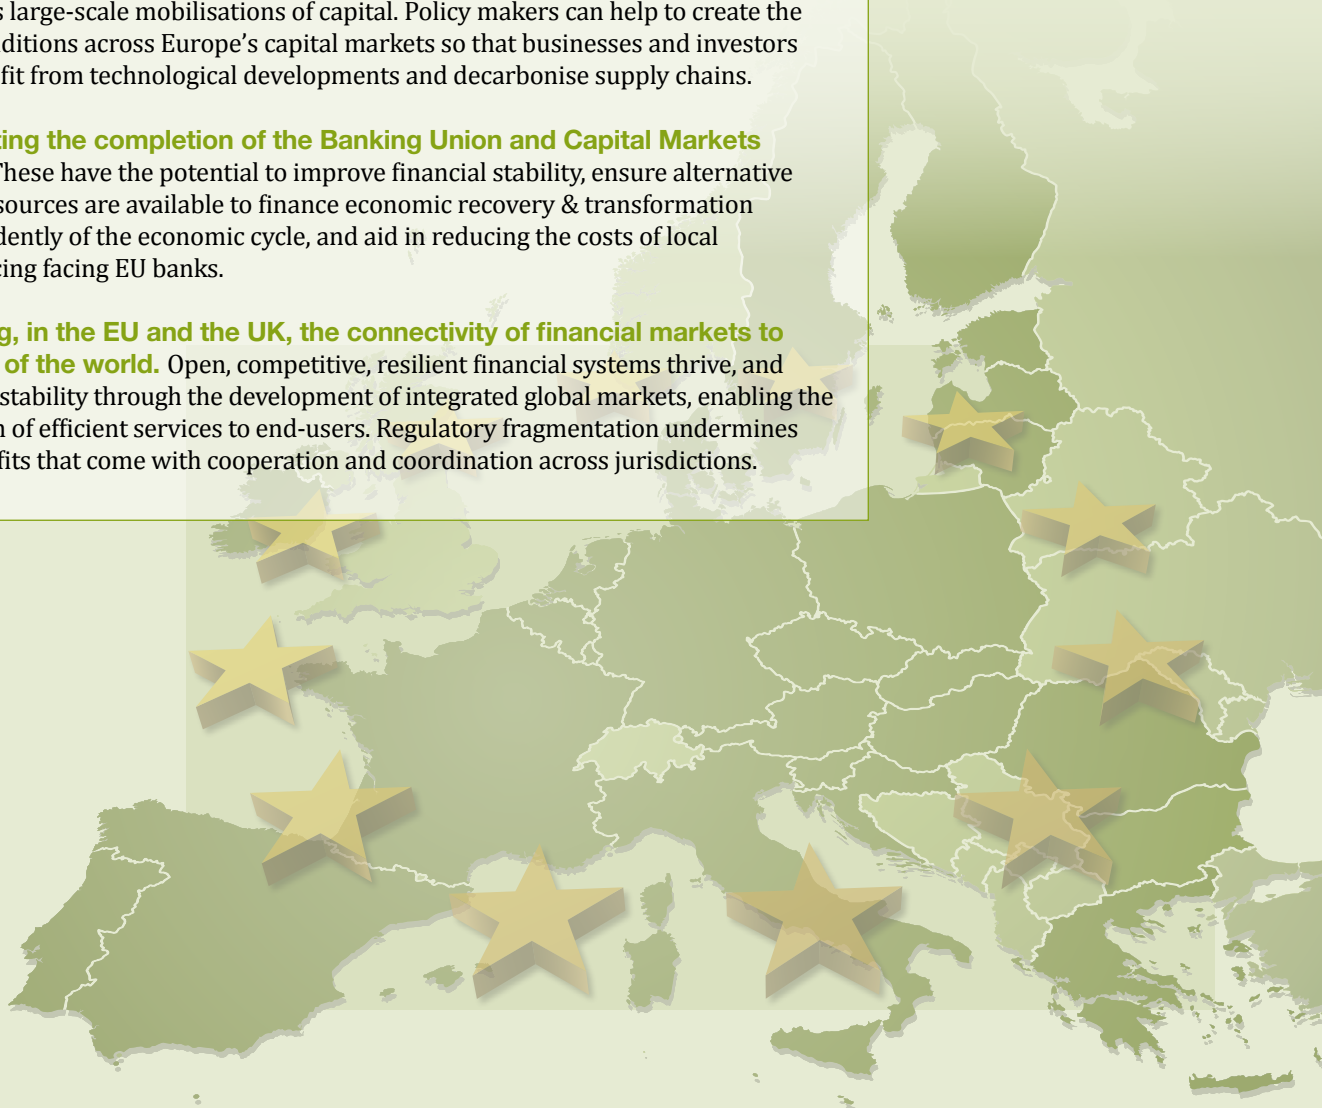 s large-scale mobilisations of capital. Policy makers can help to create the
ditions across Europe’s capital markets so that businesses and investors
fit from technological developments and decarbonise supply chains.
ting the completion of the Banking Union and Capital Markets
These have the potential to improve financial stability, ensure alternative
sources are available to finance economic recovery & transformation
dently of the economic cycle, and aid in reducing the costs of local
cing facing EU banks.
g, in the EU and the UK, the connectivity of financial markets to
of the world. Open, competitive, resilient financial systems thrive, and
stability through the development of integrated global markets, enabling the
n of efficient services to end-users. Regulatory fragmentation undermines
fits that come with cooperation and coordination across jurisdictions.